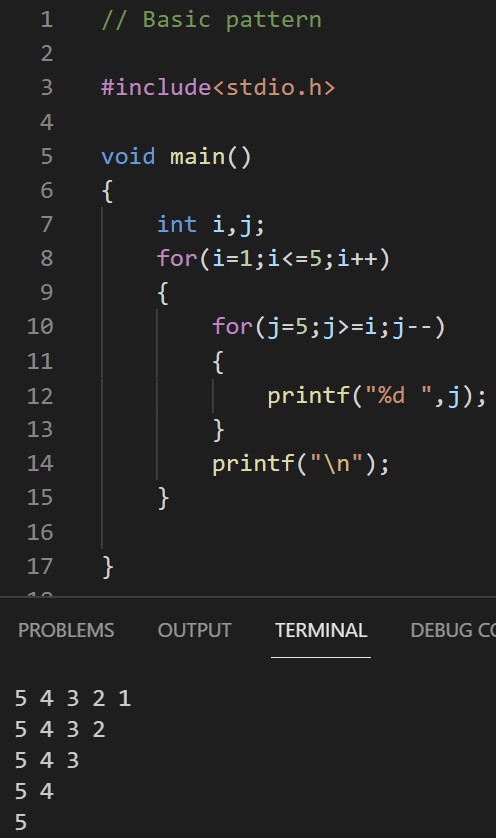 1 // Basic pattern
2
3 #include<stdio.h>
4
5 void main()
6 {
7 int i,j;
8 for(i=1;i<=5;i++)
9 {
10 for(j=5;j>=i;j--)
11 {
12 printf("%d ",j);
13 }
14 printf("\n");
15 }
16
17 }
PROBLEMS OUTPUT TERMINAL DEBUG CO
5 4 3 2 1
5 4 3 2
5 4 3
5 4
5